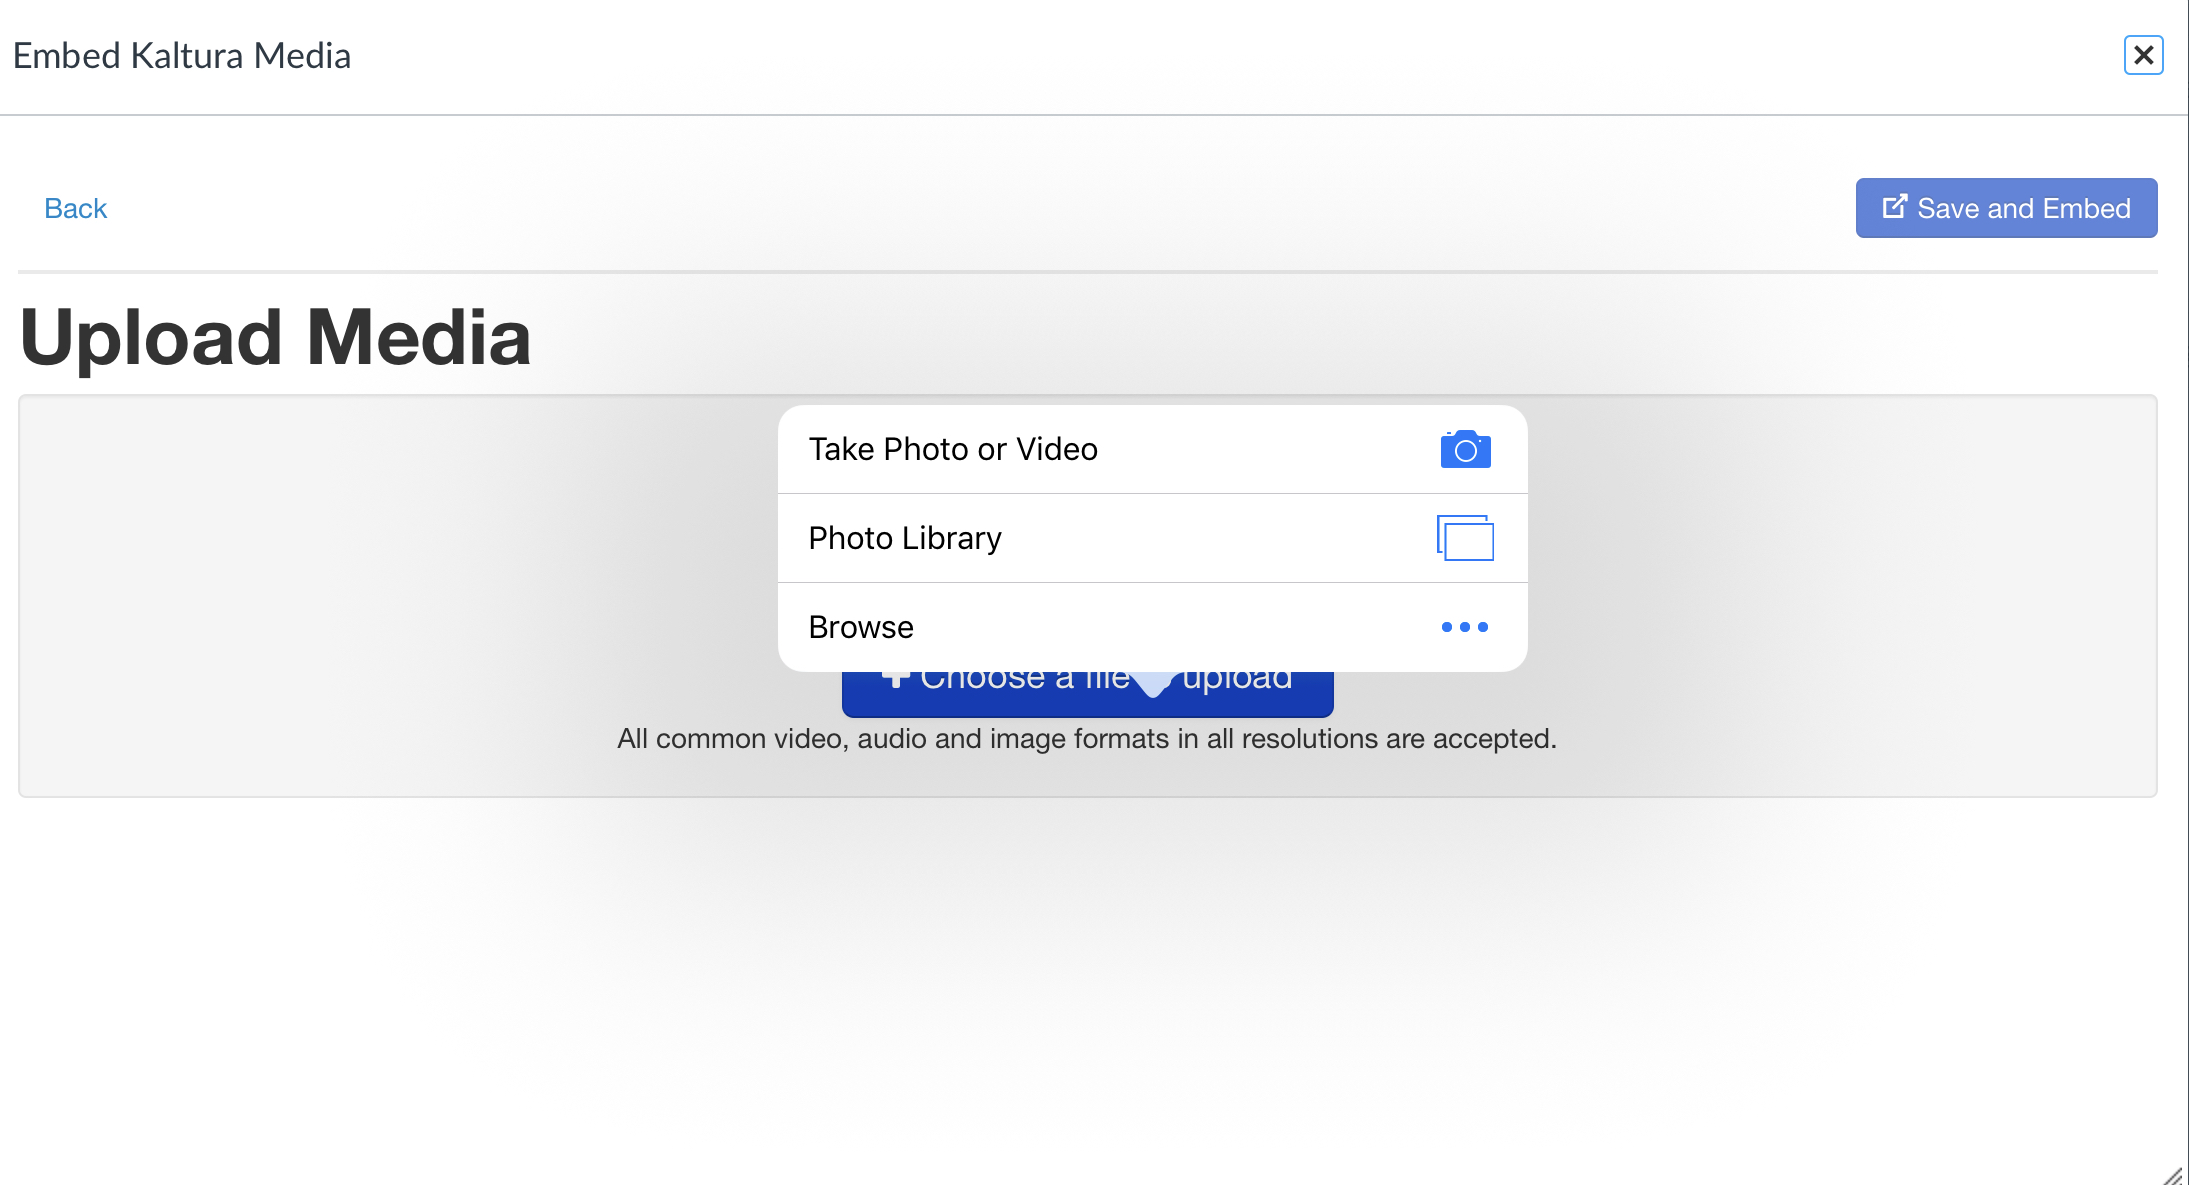 Embed Kaltura Media
Back
Save and Embed
Upload Media
Take Photo or Video
Photo Library
Browse
Choose a file upload
All common video, audio and image formats in all resolutions are accepted.